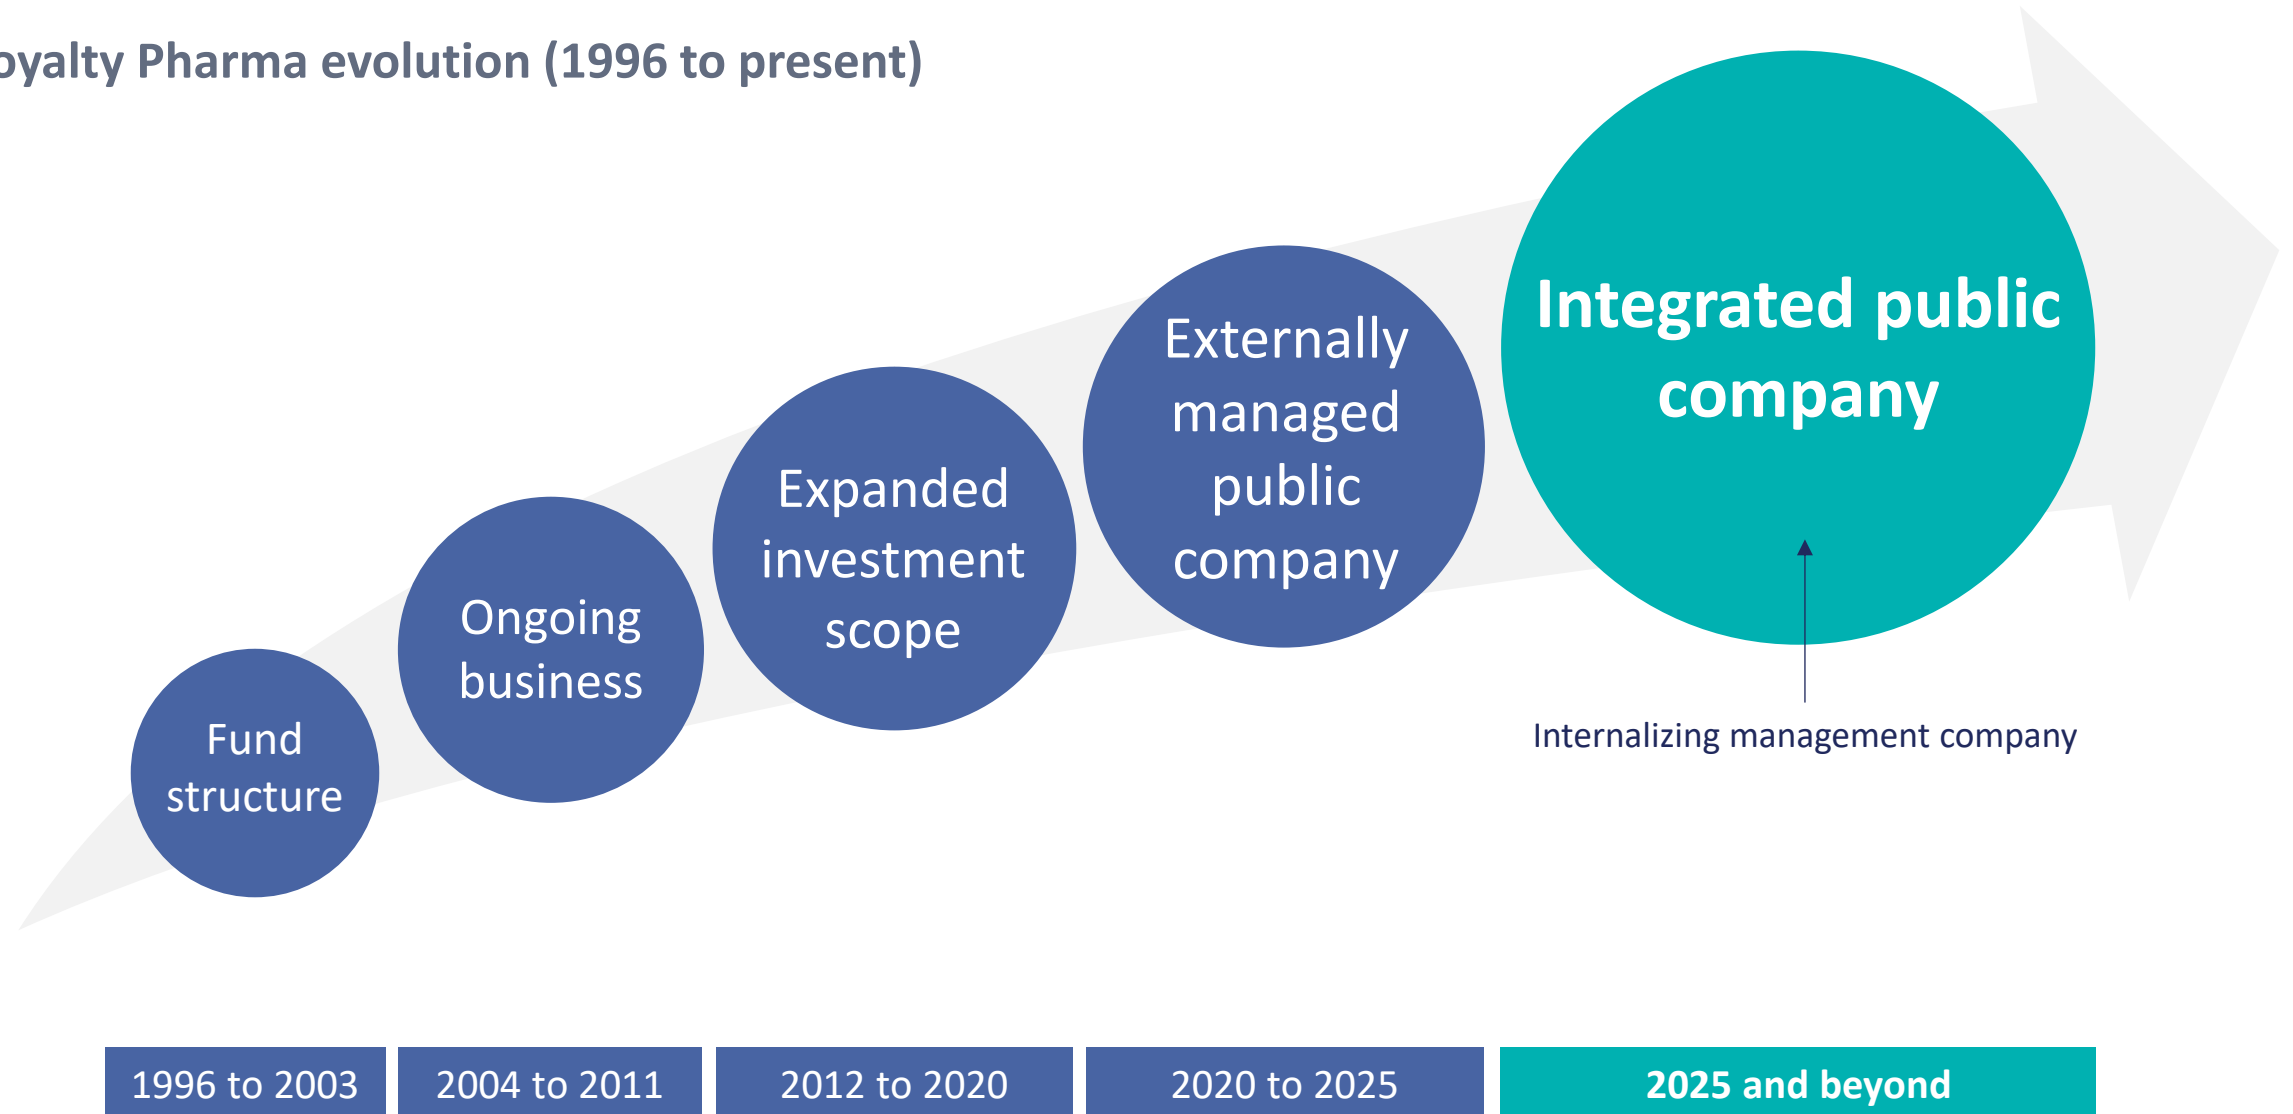 oyalty Pharma evolution (1996 to present)
Integrated public
company
Externally
managed
public
company
Expanded
investment
scope
Ongoing
business
Fund
structure
Internalizing management company
1996 to 2003
2004 to 2011
2012 to 2020
2020 to 2025
2025 and beyond